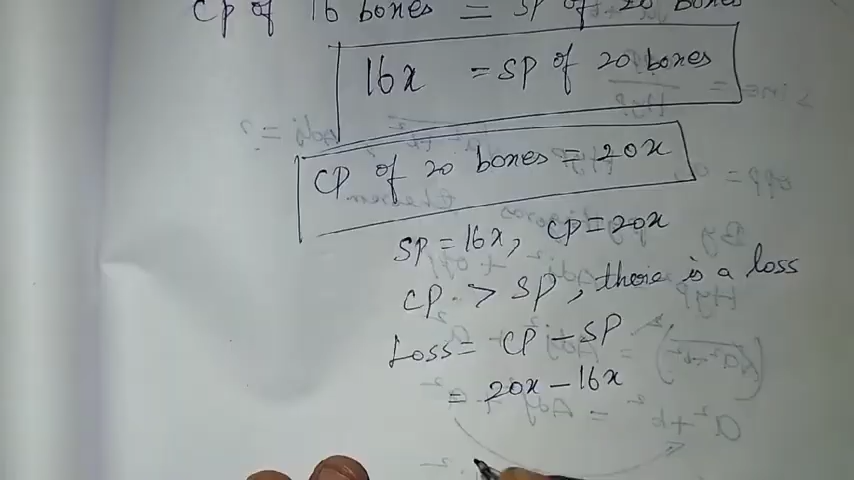 CP of 16 boxes = SP of 20 boxes
16x = SP of 20 boxes
CP of 20 boxes = 20x
SP = 16x, CP = 20x
CP > SP, there is a loss
Loss = CP - SP
= 20x - 16x